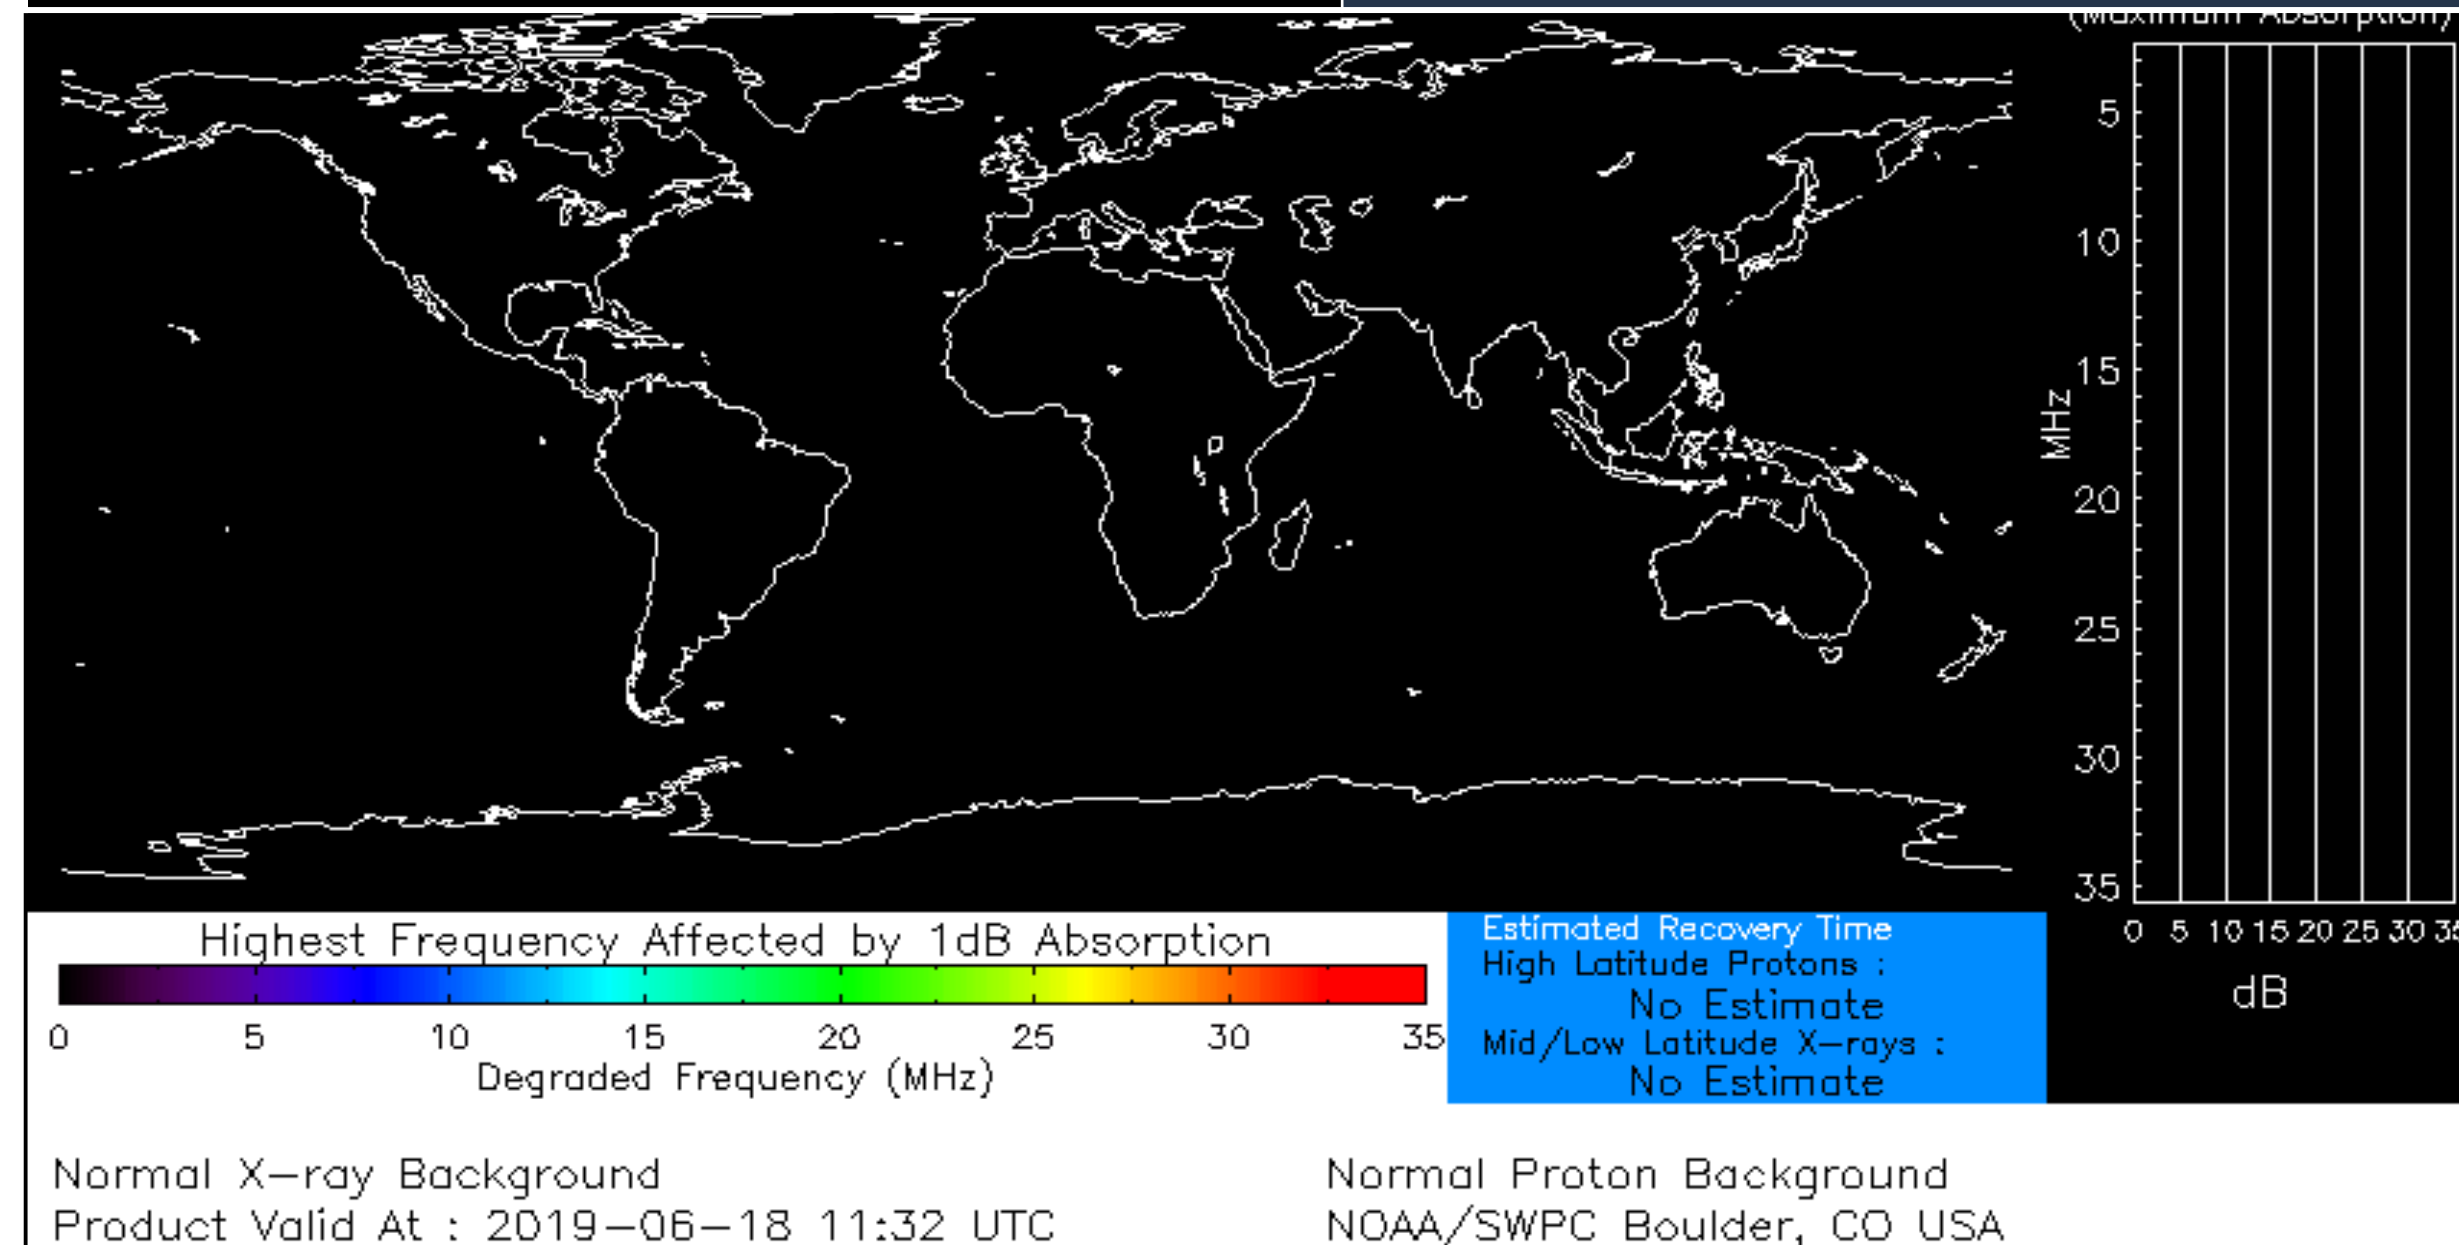 (Maximum Absorption)
5
10
15
20
25
30
35
MHz
0 5 10 15 20 25 30 35
dB
Highest Frequency Affected by 1dB Absorption
0 5 10 15 20 25 30 35
Degraded Frequency (MHz)
Estimated Recovery Time
High Latitude Protons :
No Estimate
Mid/Low Latitude X-rays :
No Estimate
Normal X-ray Background
Normal Proton Background
Product Valid At : 2019-06-18 11:32 UTC
NOAA/SWPC Boulder, CO USA